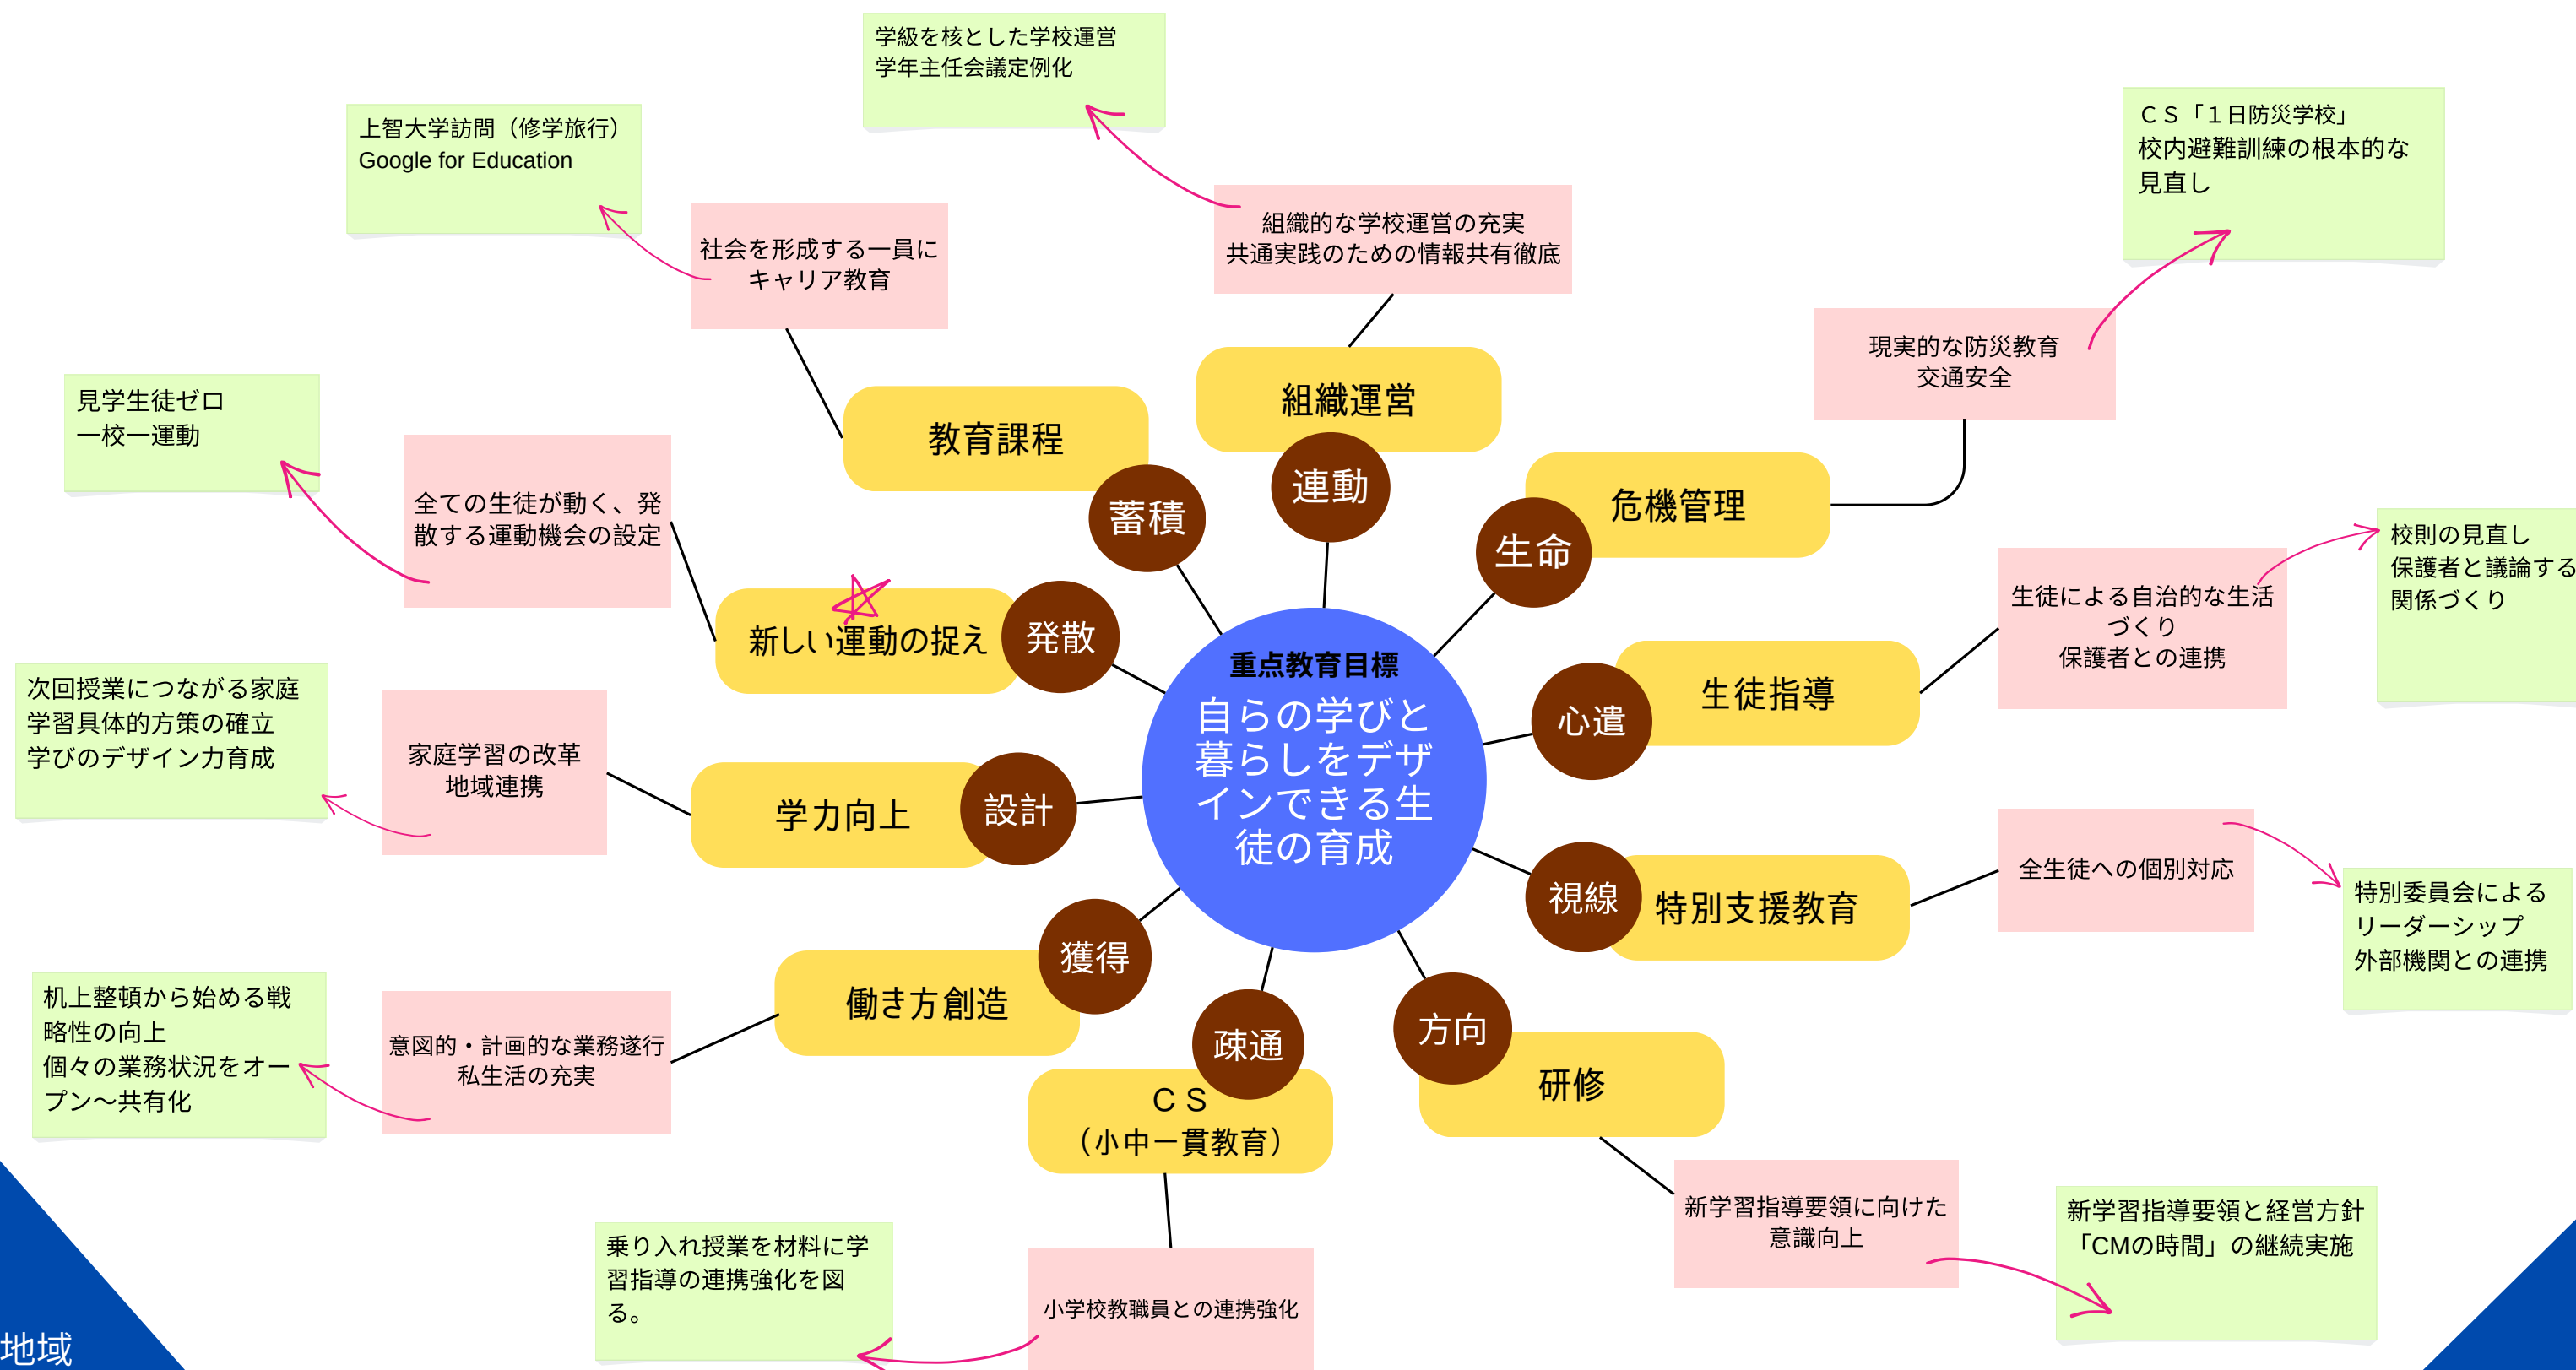 学級を核とした学校運営
学年主任会議定例化
上智大学訪問（修学旅行）
Google for Education
ＣＳ「１日防災学校」
校内避難訓練の根本的な
見直し
組織的な学校運営の充実
共通実践のための情報共有徹底
社会を形成する一員に
キャリア教育
現実的な防災教育
交通安全
見学生徒ゼロ
一校一運動
組織運営
連動
教育課程
蓄積
危機管理
生命
全ての生徒が動く、発
散する運動機会の設定
校則の見直し
保護者と議論する
関係づくり
生徒による自治的な生活
づくり
保護者との連携
新しい運動の捉え
発散
生徒指導
心遣
重点教育目標
自らの学びと
暮らしをデザ
インできる生
徒の育成
次回授業につながる家庭
学習具体的方策の確立
学びのデザイン力育成
家庭学習の改革
地域連携
学力向上
設計
特別支援教育
視線
全生徒への個別対応
特別委員会による
リーダーシップ
外部機関との連携
働き方創造
獲得
机上整頓から始める戦
略性の向上
個々の業務状況をオー
プン～共有化
意図的・計画的な業務遂行
私生活の充実
疎通
ＣＳ
（小中一貫教育）
方向
研修
新学習指導要領に向けた
意識向上
新学習指導要領と経営方針
「CMの時間」の継続実施
乗り入れ授業を材料に学
習指導の連携強化を図
る。
小学校教職員との連携強化
地域